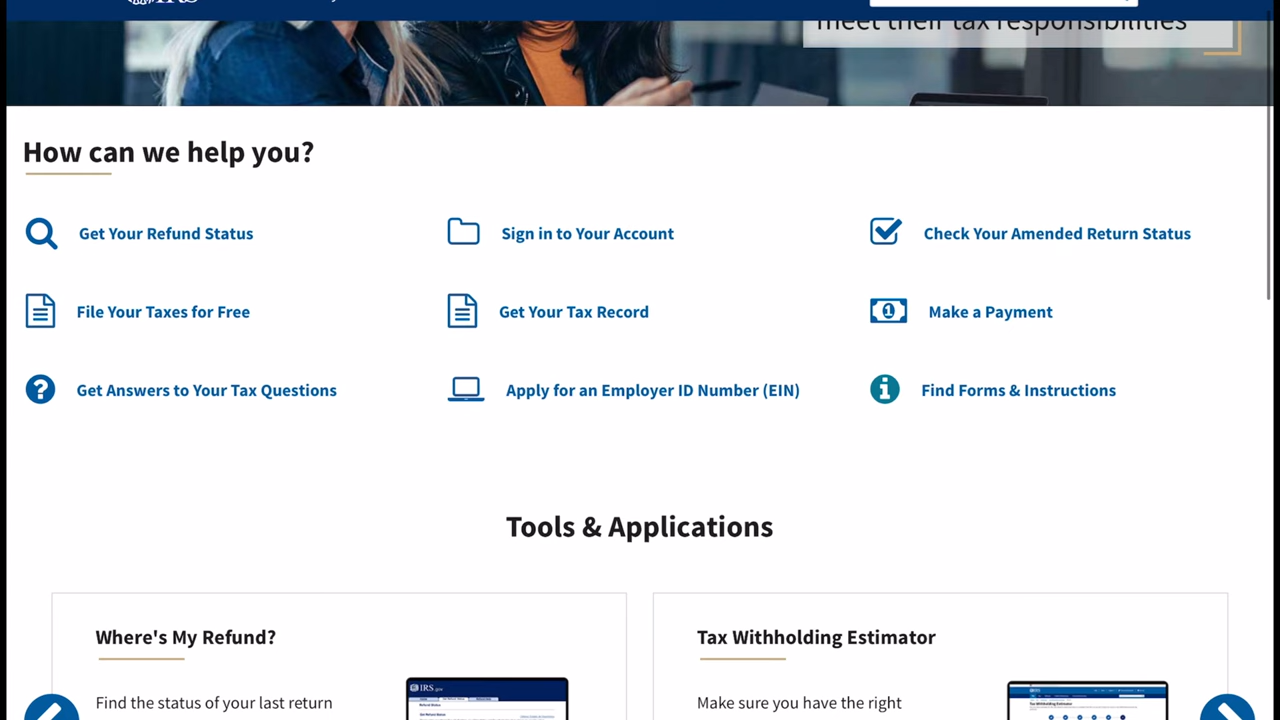 IRS
meet their tax responsibilities
How can we help you?
Get Your Refund Status
Sign in to Your Account
Check Your Amended Return Status
File Your Taxes for Free
Get Your Tax Record
Make a Payment
Get Answers to Your Tax Questions
Apply for an Employer ID Number (EIN)
Find Forms & Instructions
Tools & Applications
Where's My Refund?
Tax Withholding Estimator
Find the status of your last return
Make sure you have the right
IRS.gov